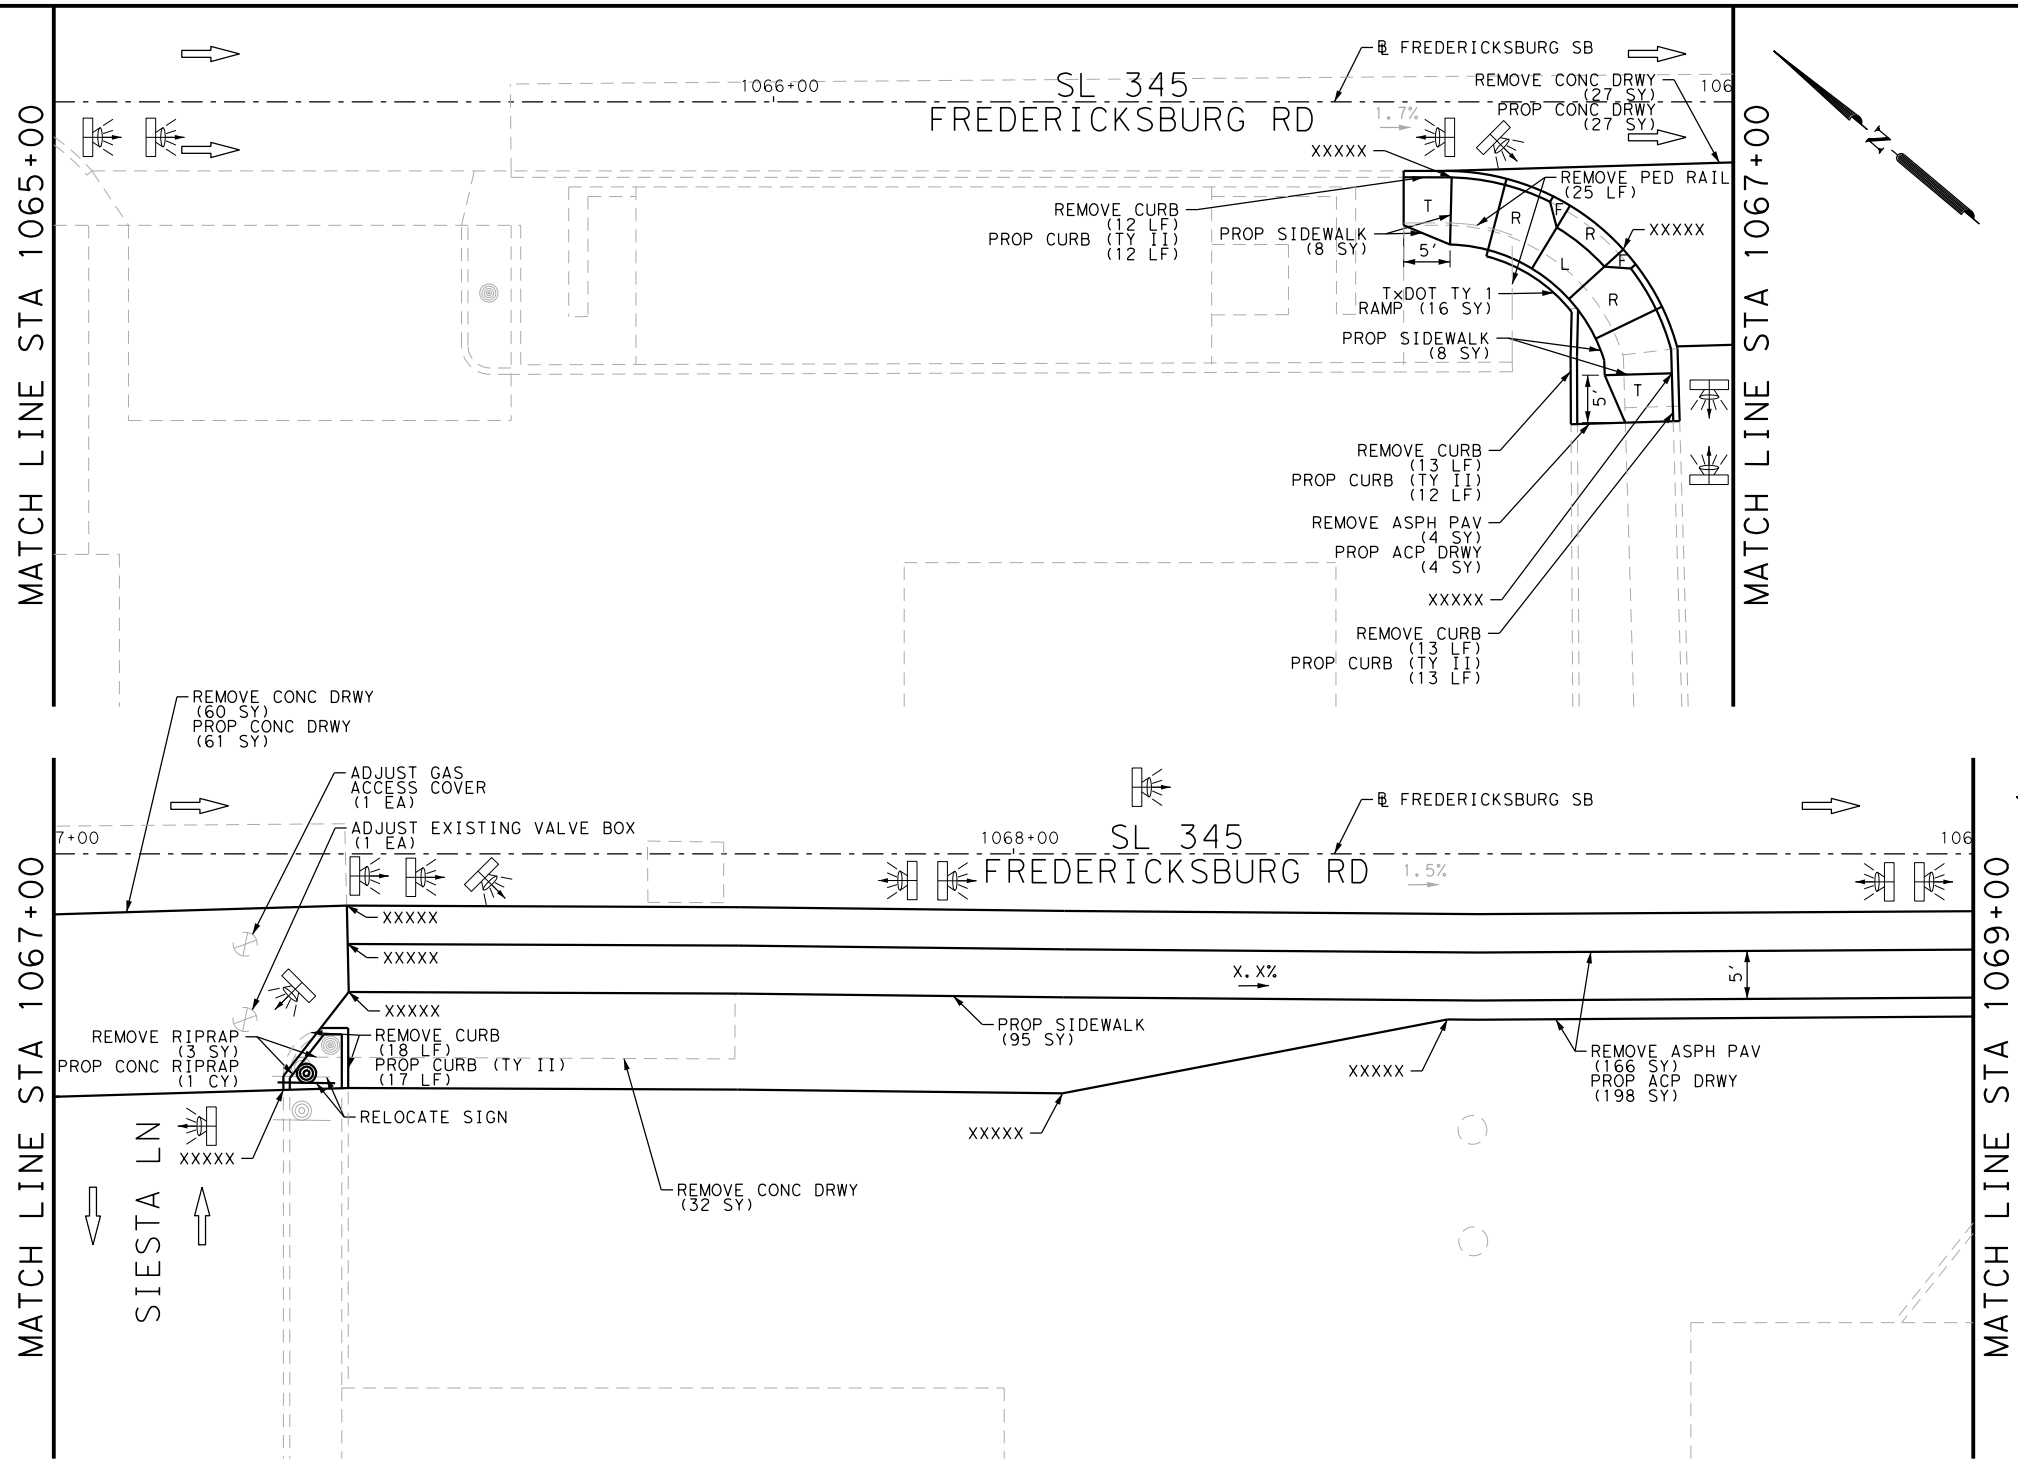 MATCH LINE STA 1065+00
1066+00
SL 345
FREDERICKSBURG RD
℄ FREDERICKSBURG SB
REMOVE CONC DRWY
(27 SY)
PROP CONC DRWY
(27 SY)
106
1.7%
XXXXX
REMOVE PED RAIL
(25 LF)
REMOVE CURB
(12 LF)
PROP CURB (TY II)
(12 LF)
PROP SIDEWALK
(8 SY)
5'
T
R
F
R
XXXXX
L
F
R
T
TxDOT TY 1
RAMP (16 SY)
PROP SIDEWALK
(8 SY)
5'
REMOVE CURB
(13 LF)
PROP CURB (TY II)
(12 LF)
REMOVE ASPH PAV
(4 SY)
PROP ACP DRWY
(4 SY)
XXXXX
REMOVE CURB
(13 LF)
PROP CURB (TY II)
(13 LF)
MATCH LINE STA 1067+00
N
MATCH LINE STA 1067+00
REMOVE CONC DRWY
(60 SY)
PROP CONC DRWY
(61 SY)
ADJUST GAS
ACCESS COVER
(1 EA)
ADJUST EXISTING VALVE BOX
(1 EA)
7+00
1068+00
SL 345
FREDERICKSBURG RD
℄ FREDERICKSBURG SB
1.5%
106
XXXXX
XXXXX
XXXXX
X.X%
5'
REMOVE RIPRAP
(3 SY)
PROP CONC RIPRAP
(1 CY)
REMOVE CURB
(18 LF)
PROP CURB (TY II)
(17 LF)
RELOCATE SIGN
PROP SIDEWALK
(95 SY)
XXXXX
REMOVE ASPH PAV
(166 SY)
PROP ACP DRWY
(198 SY)
XXXXX
XXXXX
SIESTA LN
REMOVE CONC DRWY
(32 SY)
MATCH LINE STA 1069+00